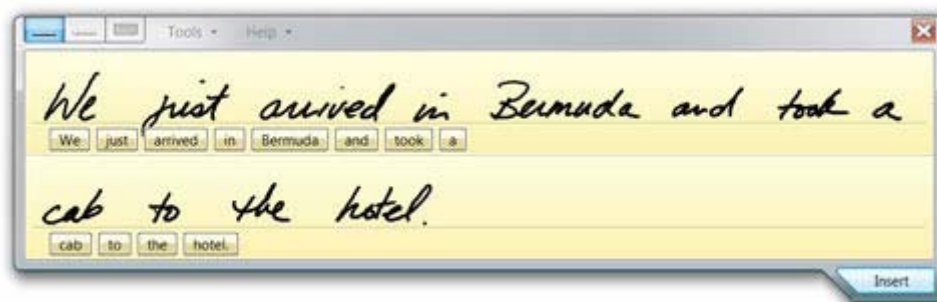 Tools Help
We just arrived in Bermuda and took a
We just arrived in Bermuda and took a
cab to the hotel.
cab to the hotel.
Insert